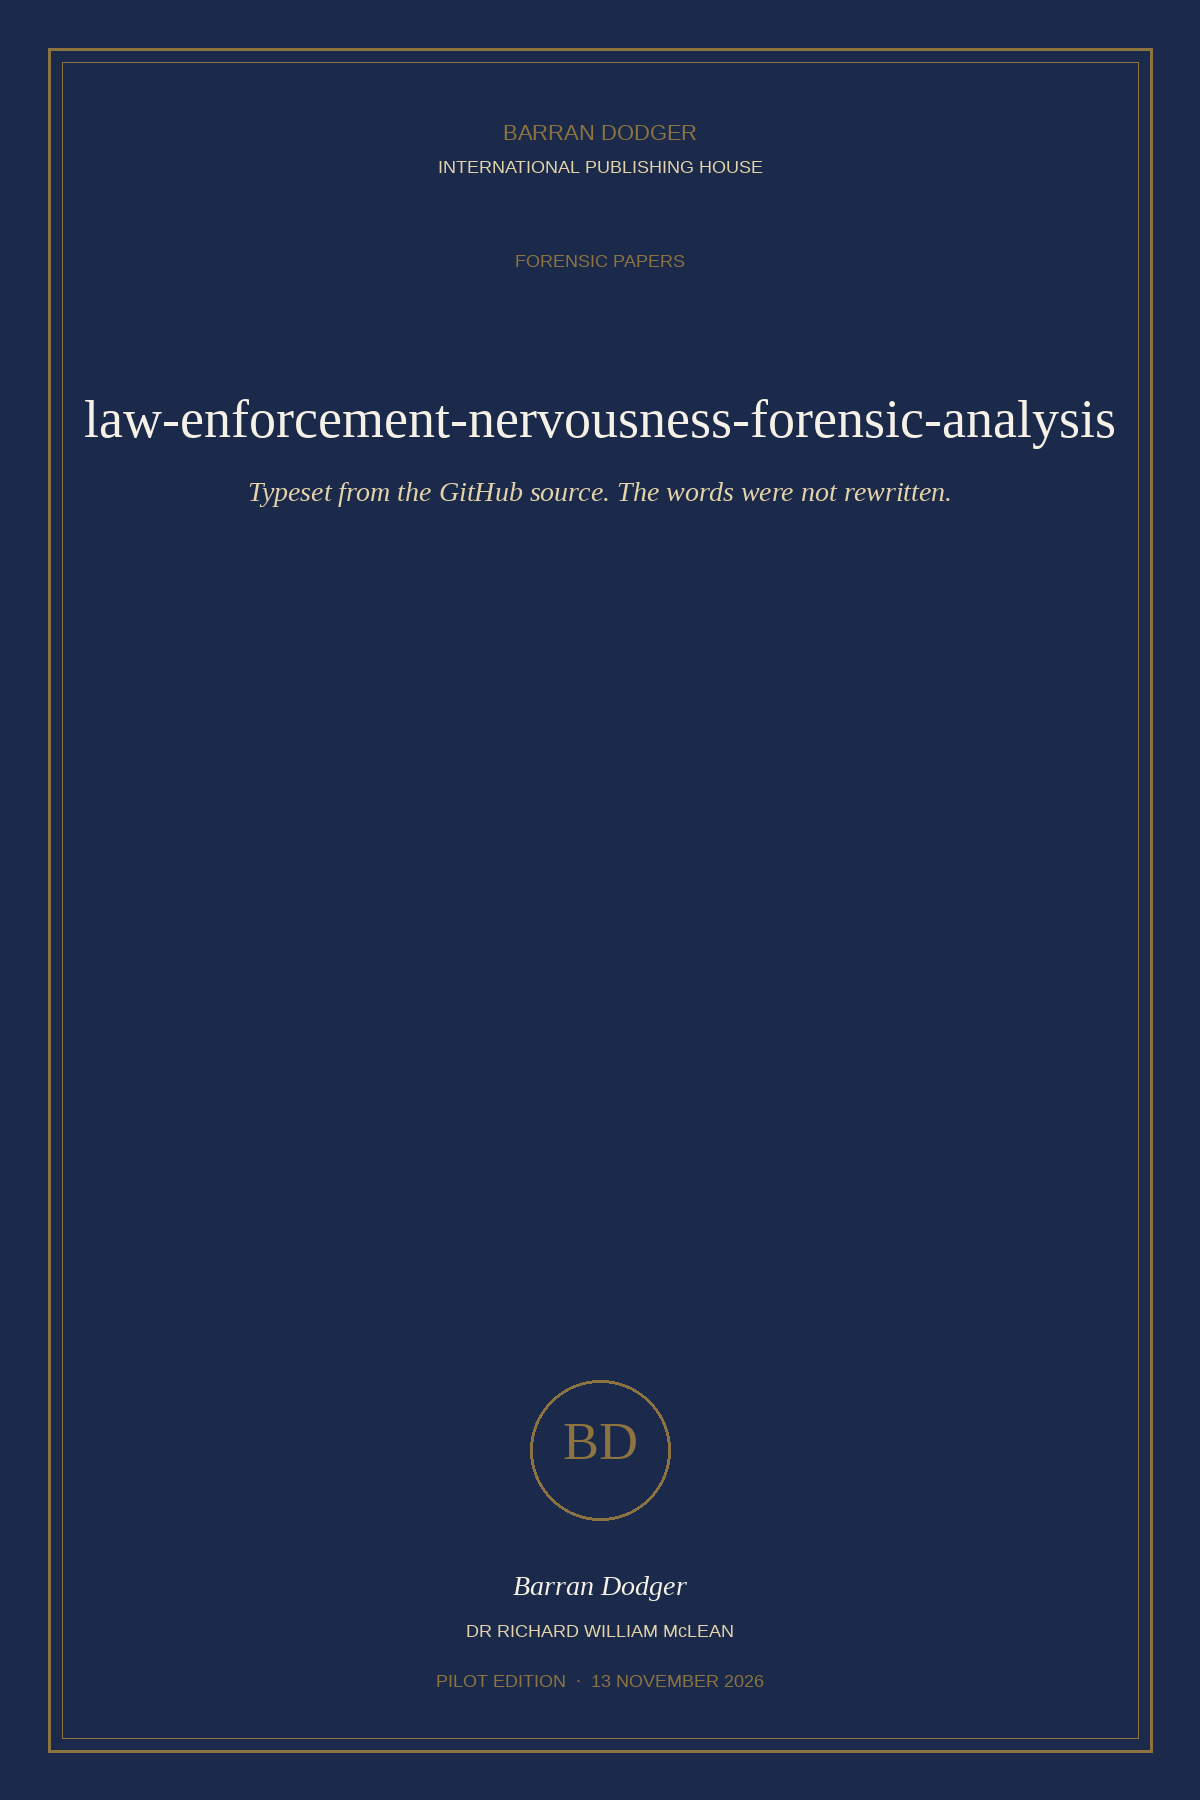 BARRAN DODGER
INTERNATIONAL PUBLISHING HOUSE
FORENSIC PAPERS
law-enforcement-nervousness-forensic-analysis
Typeset from the GitHub source. The words were not rewritten.
BD
Barran Dodger
DR RICHARD WILLIAM McLEAN
PILOT EDITION · 13 NOVEMBER 2026